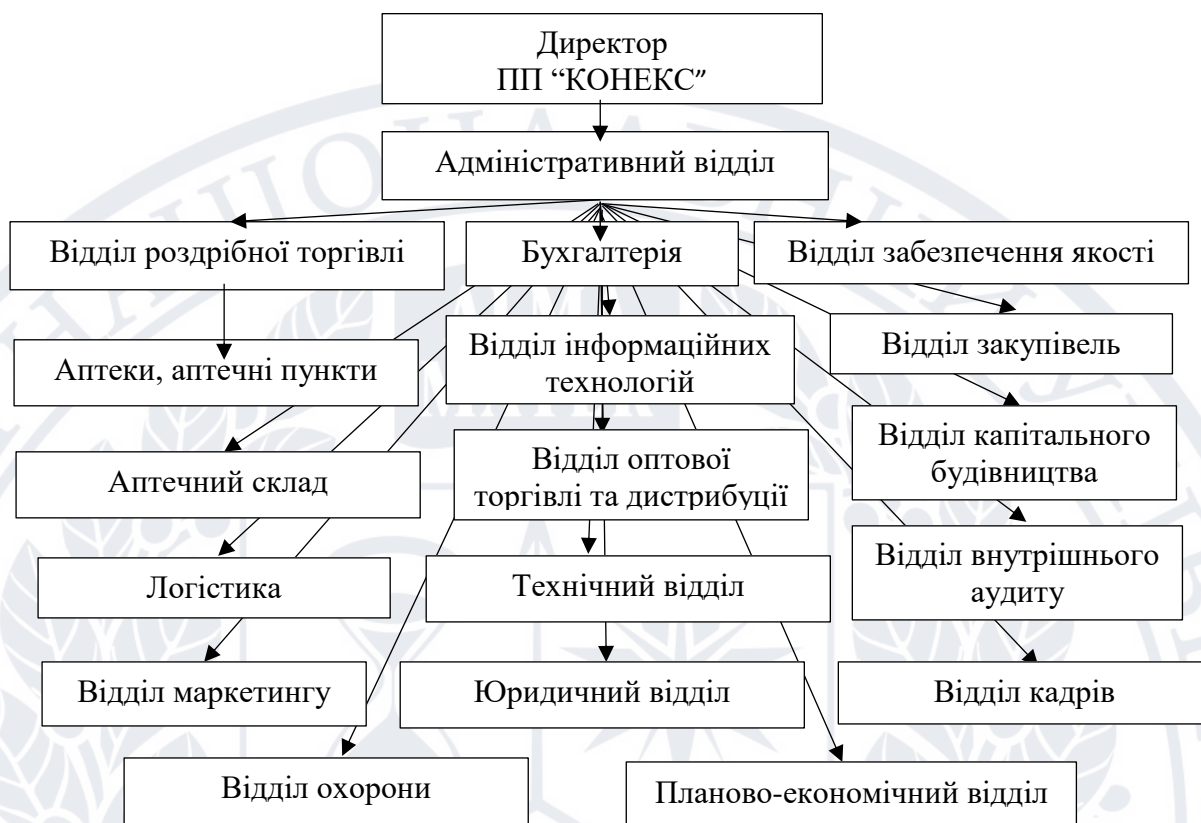 Директор
ПП “КОНЕКС”
Адміністративний відділ
Відділ роздрібної торгівлі
Бухгалтерія
Відділ забезпечення якості
Аптеки, аптечні пункти
Відділ інформаційних
технологій
Відділ закупівель
Аптечний склад
Відділ оптової
торгівлі та дистрибуції
Відділ капітального
будівництва
Логістика
Технічний відділ
Відділ внутрішнього
аудиту
Відділ маркетингу
Юридичний відділ
Відділ кадрів
Відділ охорони
Планово-економічний відділ